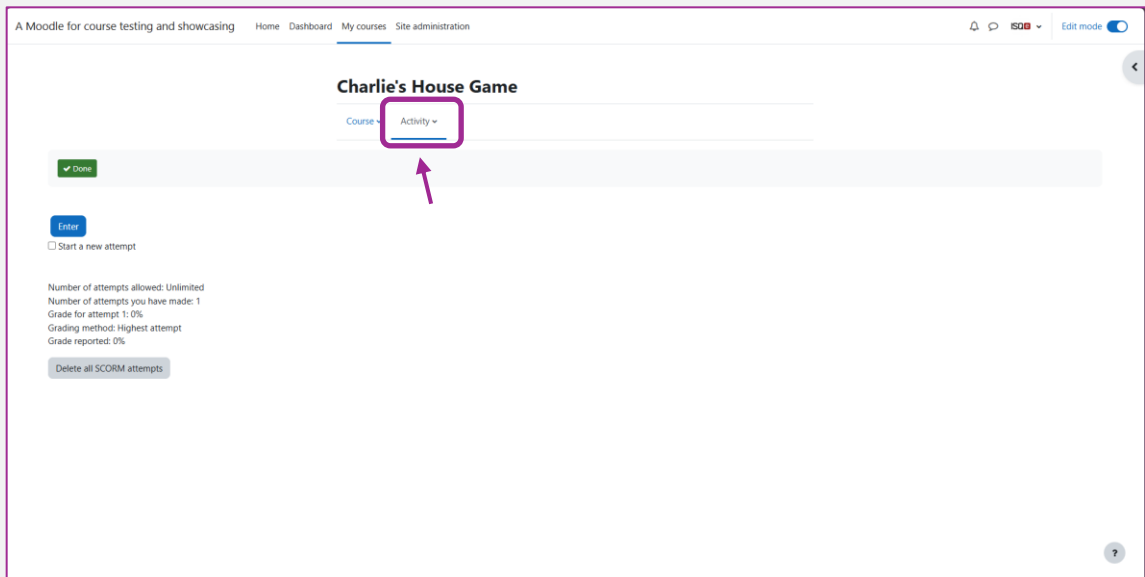 A Moodle for course testing and showcasing Home Dashboard My courses Site administration Edit mode
Charlie's House Game
Course Activity
Done
Enter
Start a new attempt
Number of attempts allowed: Unlimited
Number of attempts you have made: 1
Grade for attempt 1: 0%
Grading method: Highest attempt
Grade reported: 0%
Delete all SCORM attempts
?